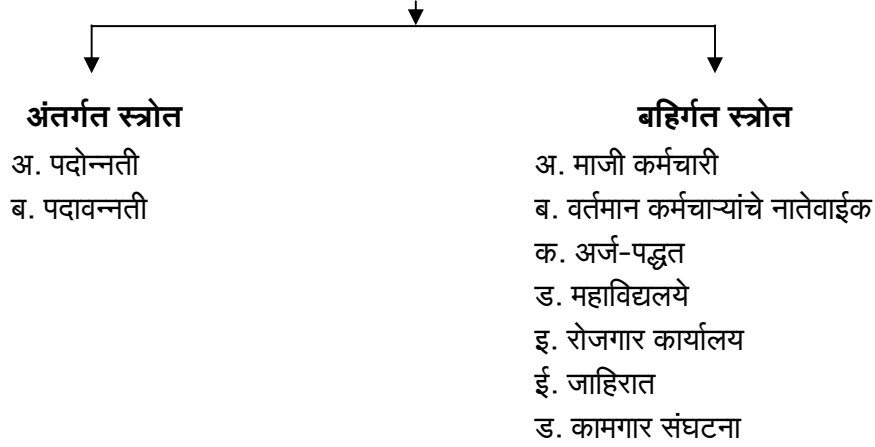 अंतर्गत स्त्रोत
अ. पदोन्नती
ब. पदावन्नती
बहिर्गत स्त्रोत
अ. माजी कर्मचारी
ब. वर्तमान कर्मचाऱ्यांचे नातेवाईक
क. अर्ज-पद्धत
ड. महाविद्यलये
इ. रोजगार कार्यालय
ई. जाहिरात
ड. कामगार संघटना